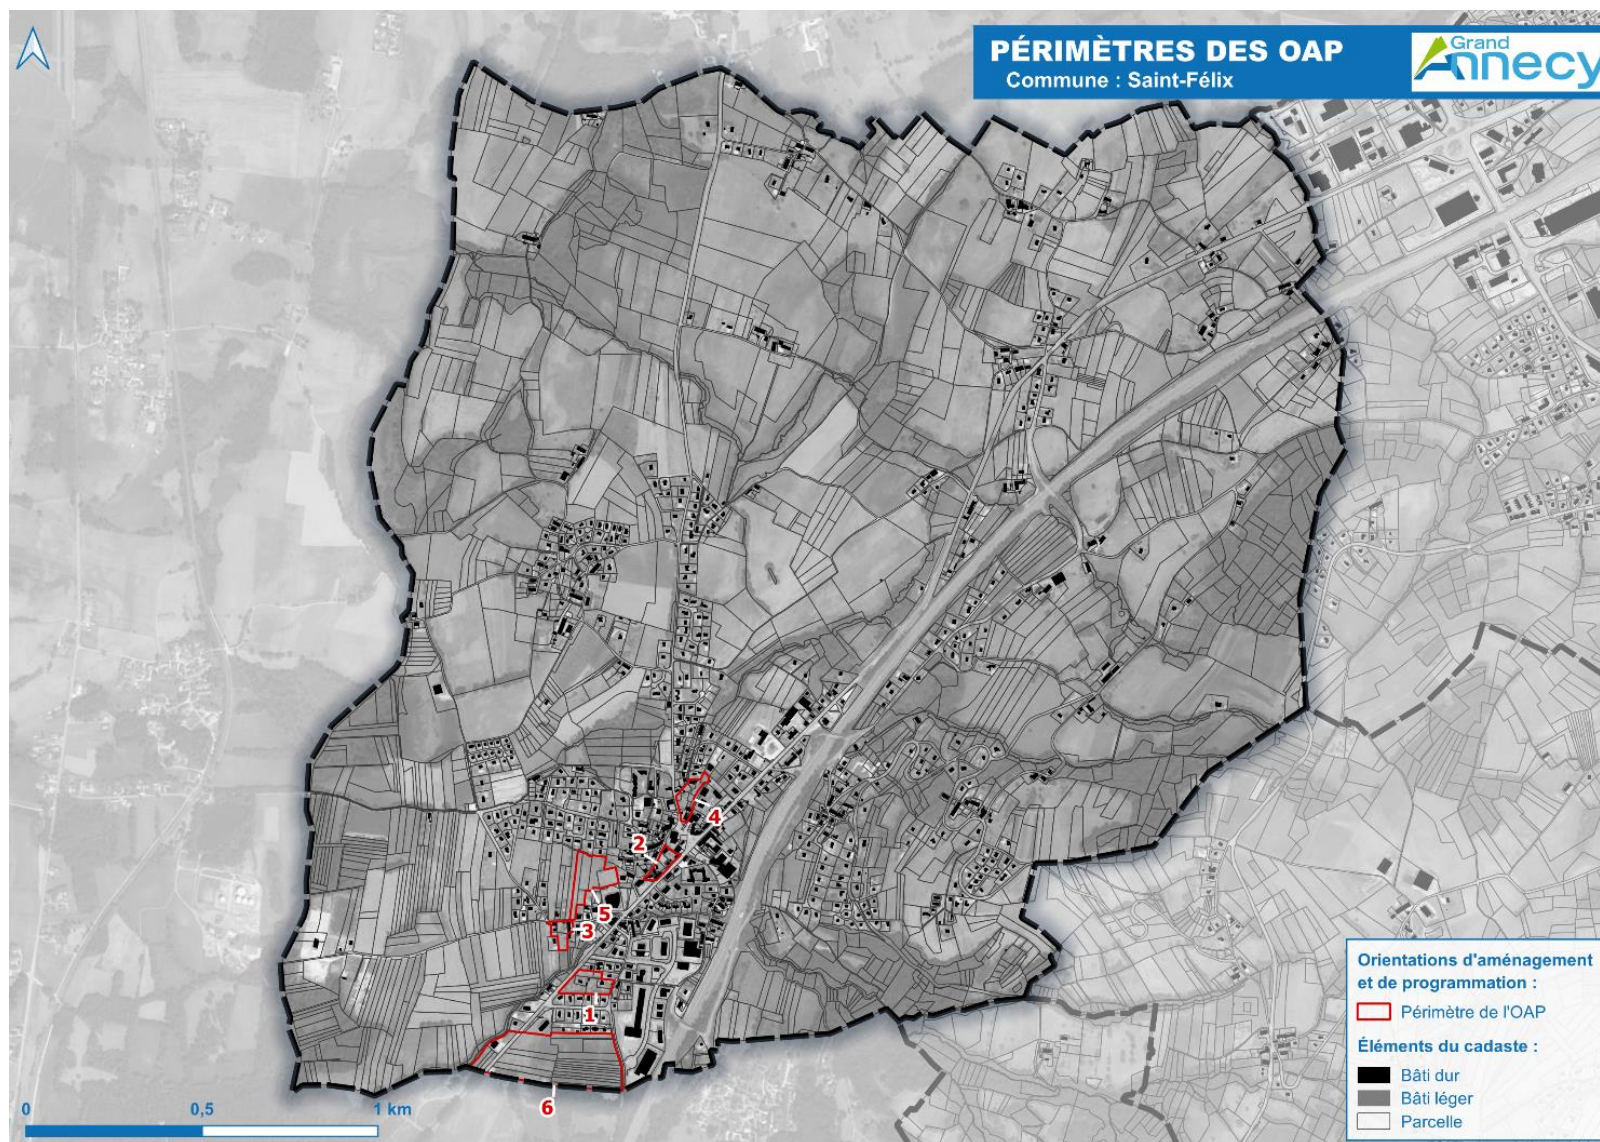 PÉRIMÈTRES DES OAP
Commune : Saint-Félix
Grand
Annecy
4
2
5
3
1
6
0
0,5
1 km
Orientations d'aménagement
et de programmation :
Périmètre de l'OAP
Éléments du cadaste :
Bâti dur
Bâti léger
Parcelle